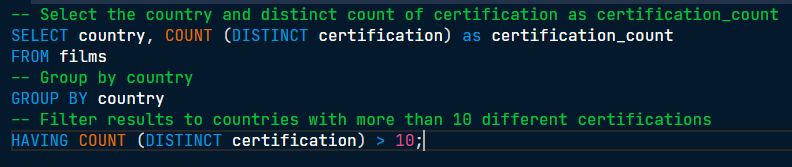 -- Select the country and distinct count of certification as certification_count
SELECT country, COUNT (DISTINCT certification) as certification_count
FROM films
-- Group by country
GROUP BY country
-- Filter results to countries with more than 10 different certifications
HAVING COUNT (DISTINCT certification) > 10;